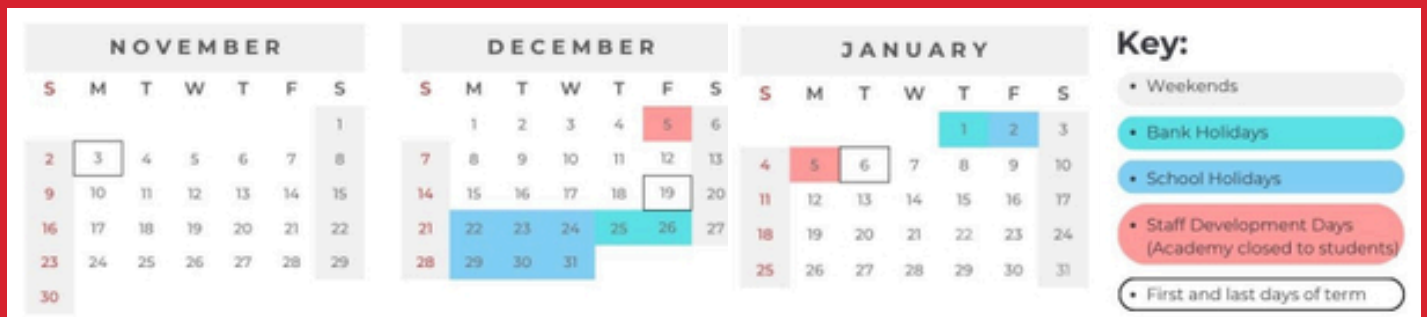 NOVEMBER
S M T W T F S
1
2 3 4 5 6 7 8
9 10 11 12 13 14 15
16 17 18 19 20 21 22
23 24 25 26 27 28 29
30
DECEMBER
S M T W T F S
1 2 3 4 5 6
7 8 9 10 11 12 13
14 15 16 17 18 19 20
21 22 23 24 25 26 27
28 29 30 31
JANUARY
S M T W T F S
1 2 3
4 5 6 7 8 9 10
11 12 13 14 15 16 17
18 19 20 21 22 23 24
25 26 27 28 29 30 31
Key:
• Weekends
• Bank Holidays
• School Holidays
• Staff Development Days
(Academy closed to students)
• First and last days of term